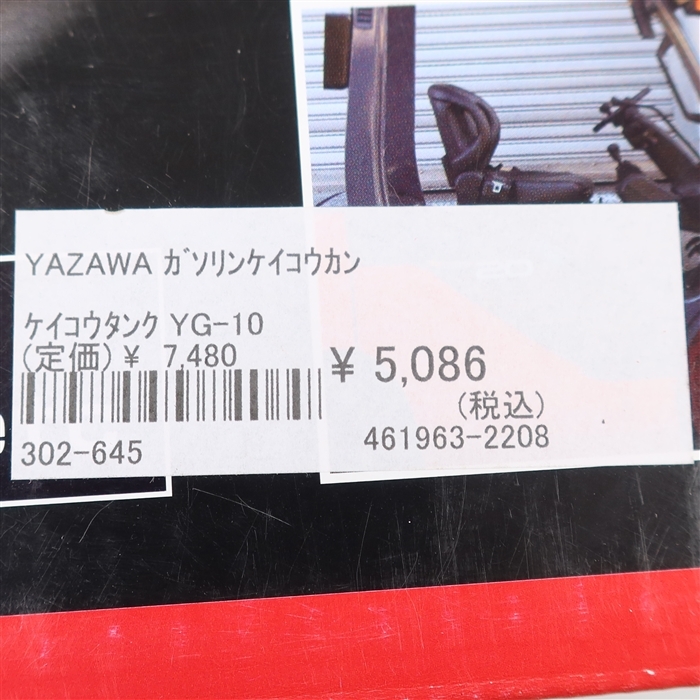 YAZAWA ｶﾞｿﾘﾝｹｲｺｳｶﾝ
ｹｲｺｳﾀﾝｸ YG-10
(定価)¥ 7,480
¥ 5,086
(税込)
302-645
461963-2208
e